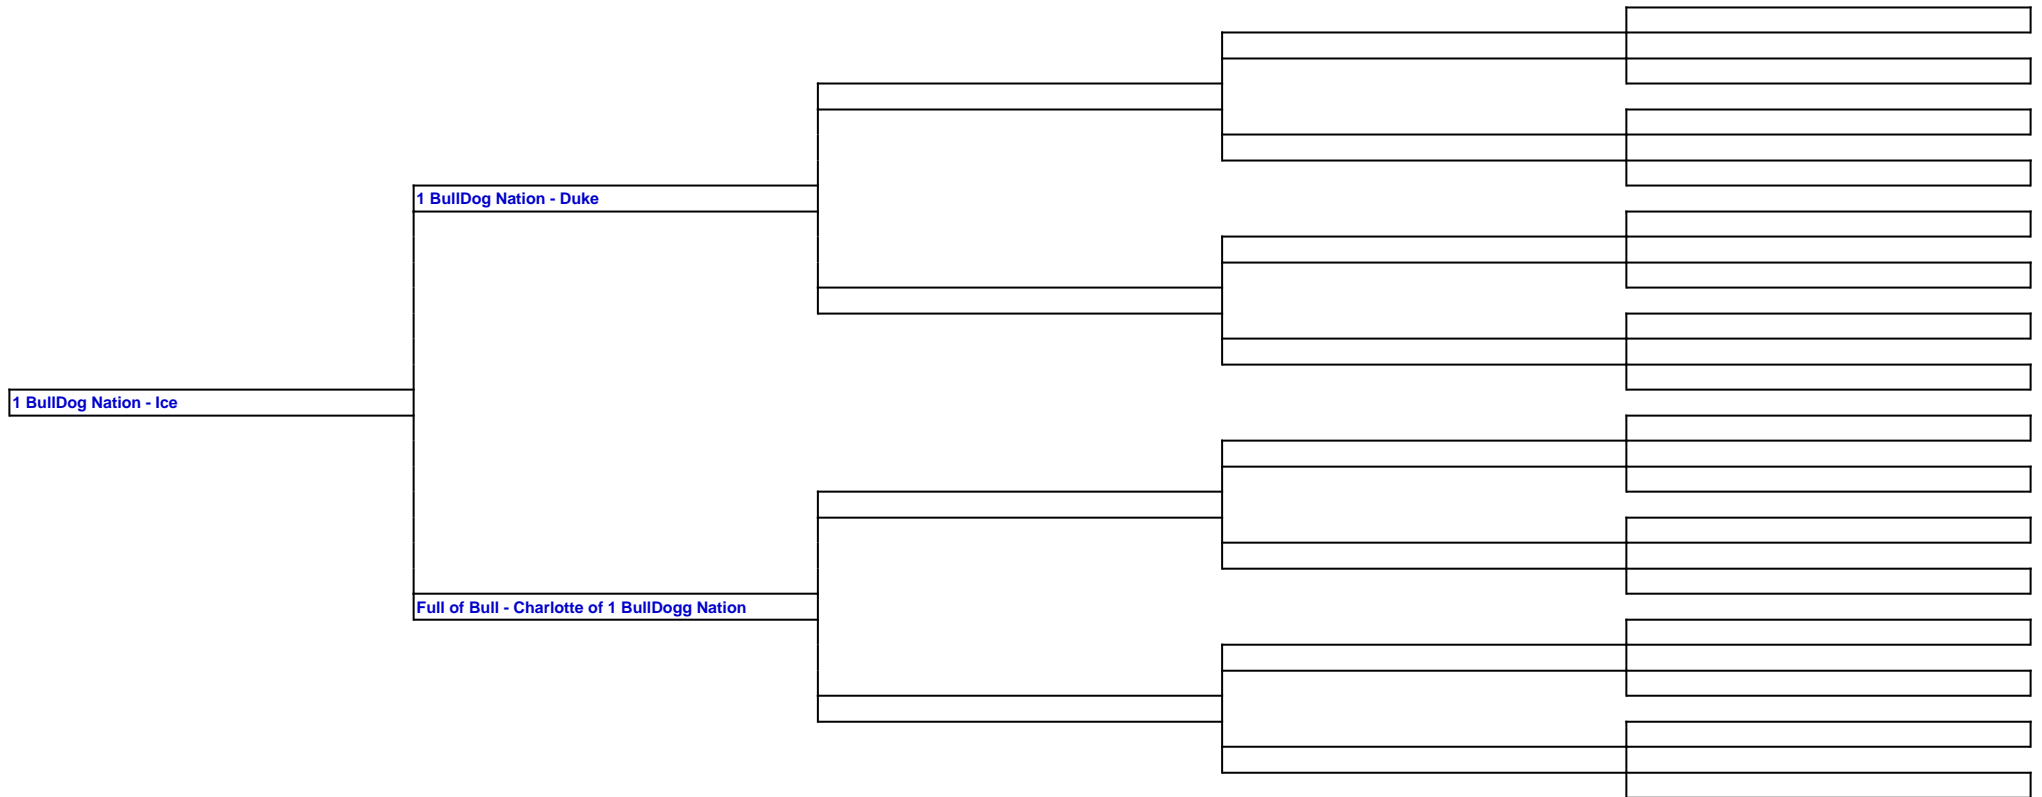 1 BullDog Nation - Duke
1 BullDog Nation - Ice
Full of Bull - Charlotte of 1 BullDogg Nation